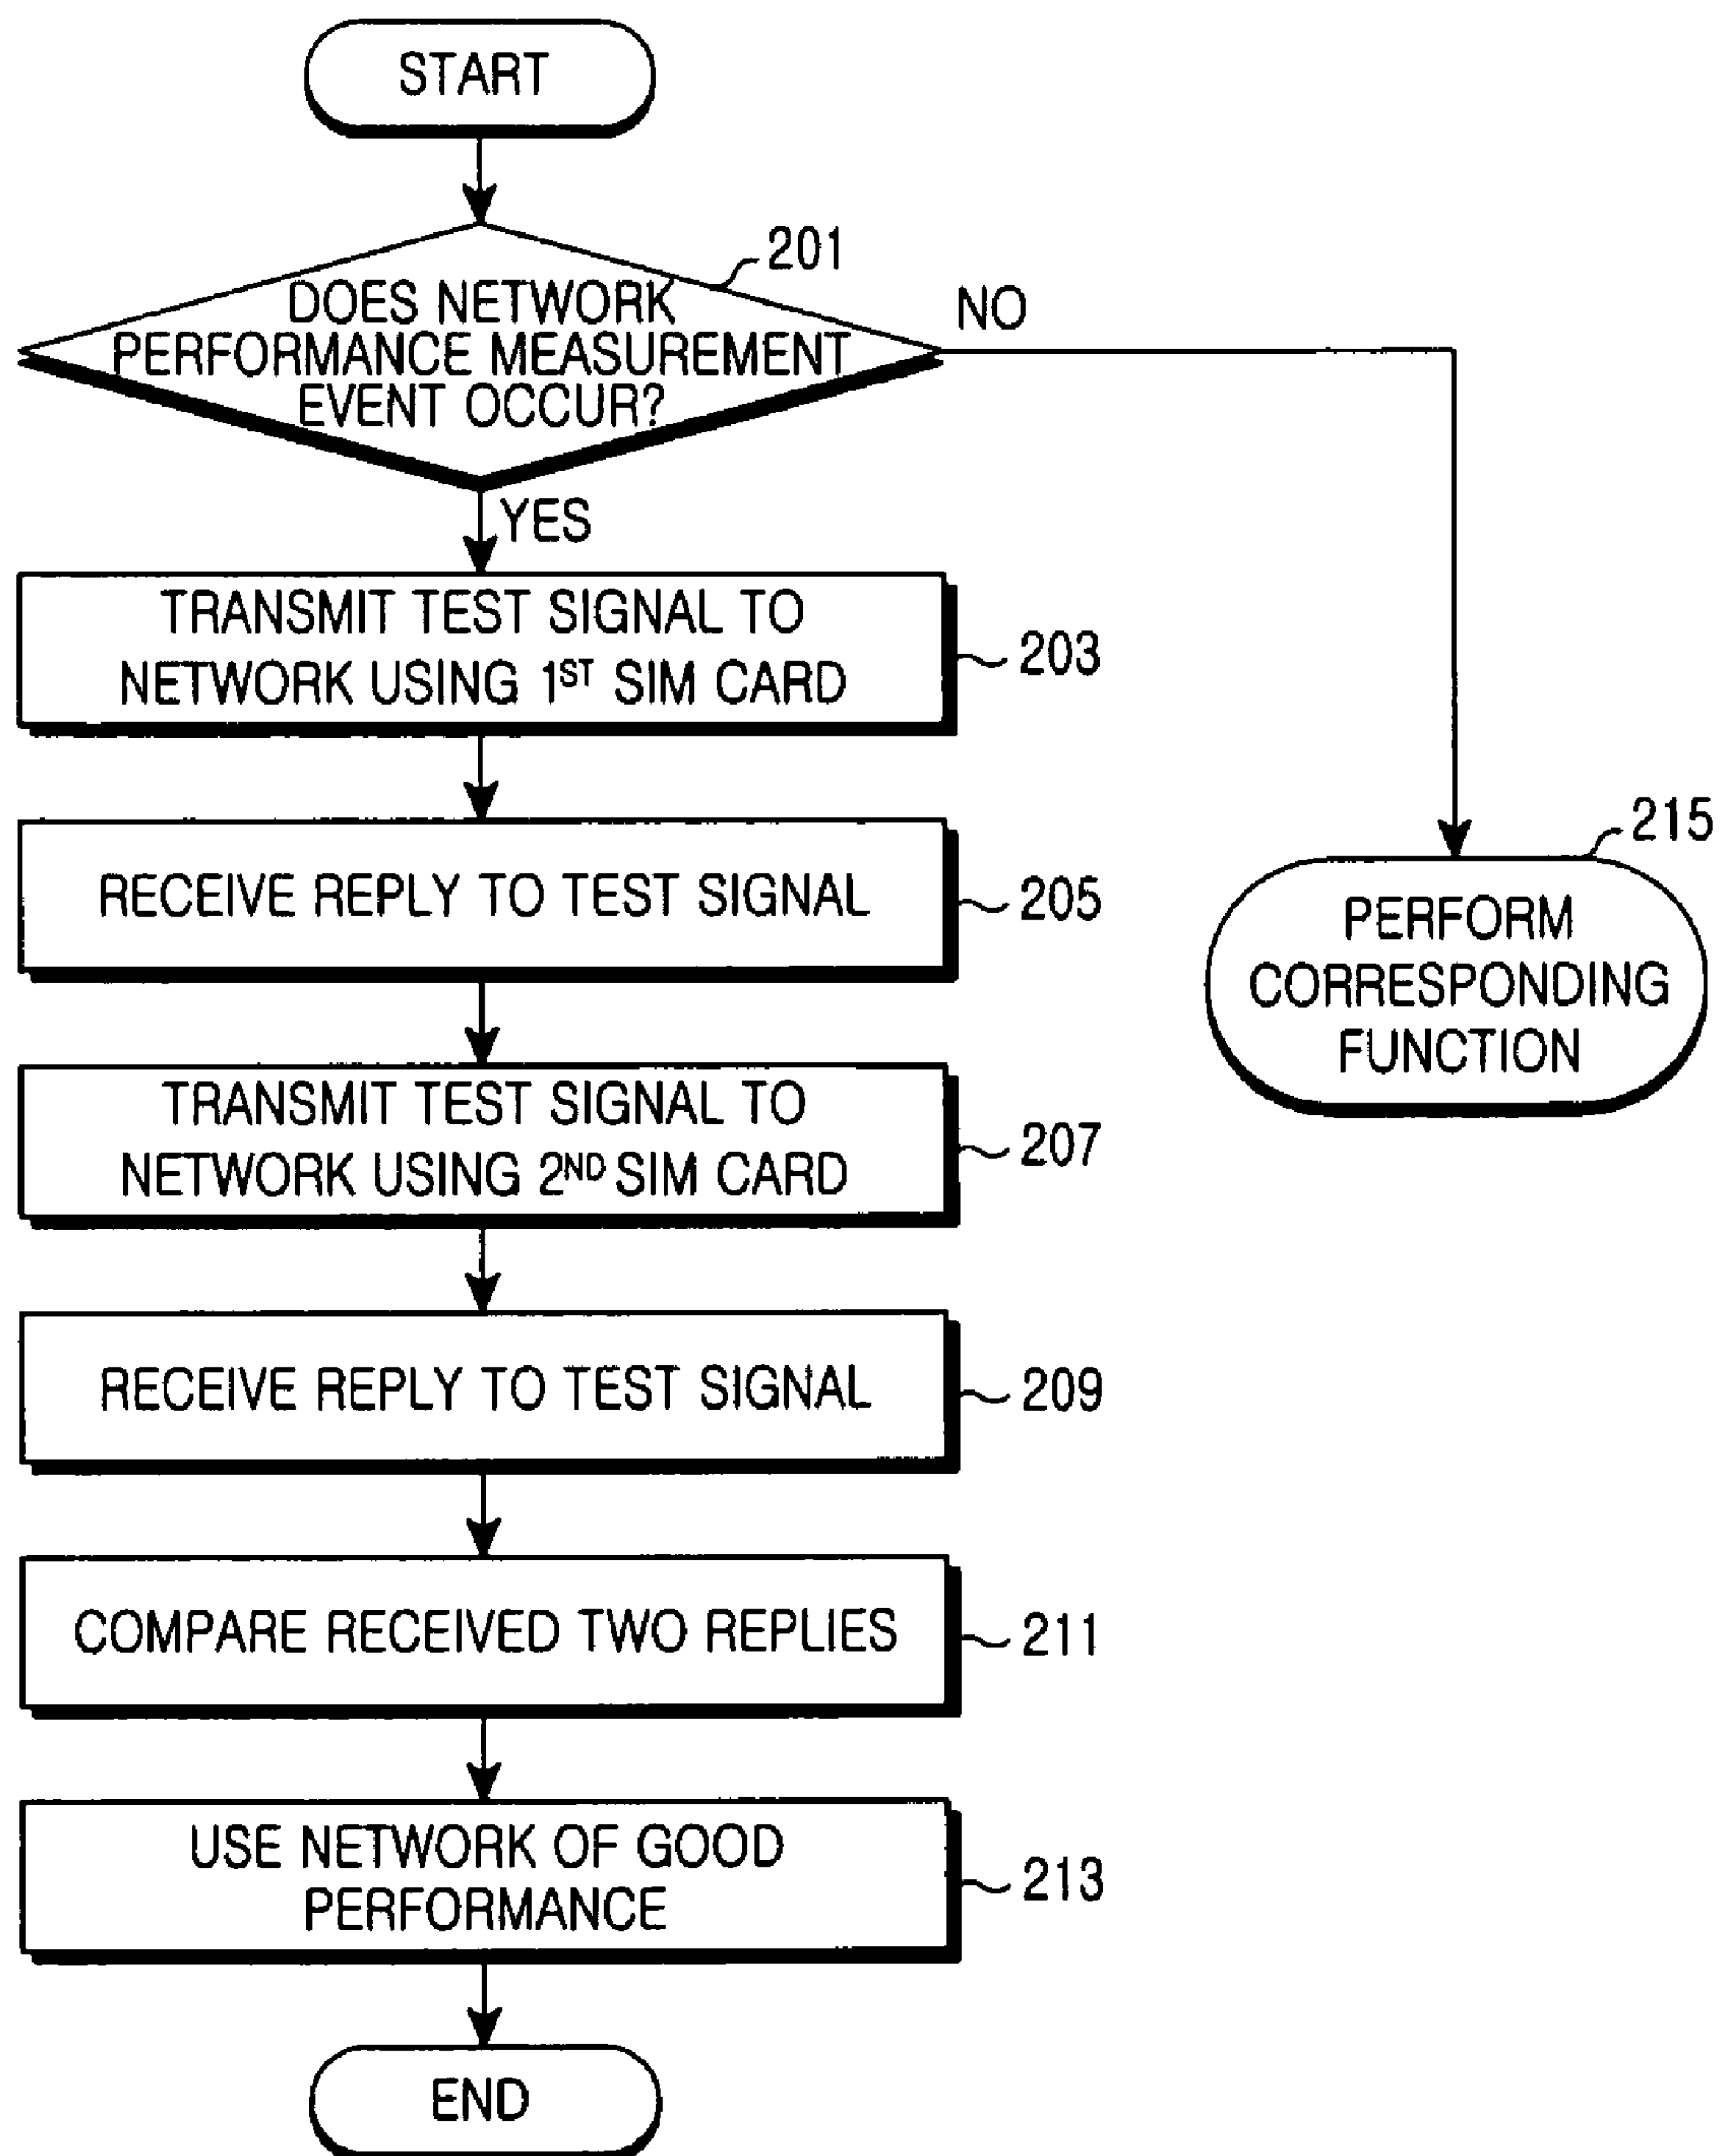 START
201
DOES NETWORK
PERFORMANCE MEASUREMENT
EVENT OCCUR?
NO
YES
TRANSMIT TEST SIGNAL TO
NETWORK USING 1ST SIM CARD
203
RECEIVE REPLY TO TEST SIGNAL
205
215
PERFORM
CORRESPONDING
FUNCTION
TRANSMIT TEST SIGNAL TO
NETWORK USING 2ND SIM CARD
207
RECEIVE REPLY TO TEST SIGNAL
209
COMPARE RECEIVED TWO REPLIES
211
USE NETWORK OF GOOD
PERFORMANCE
213
END